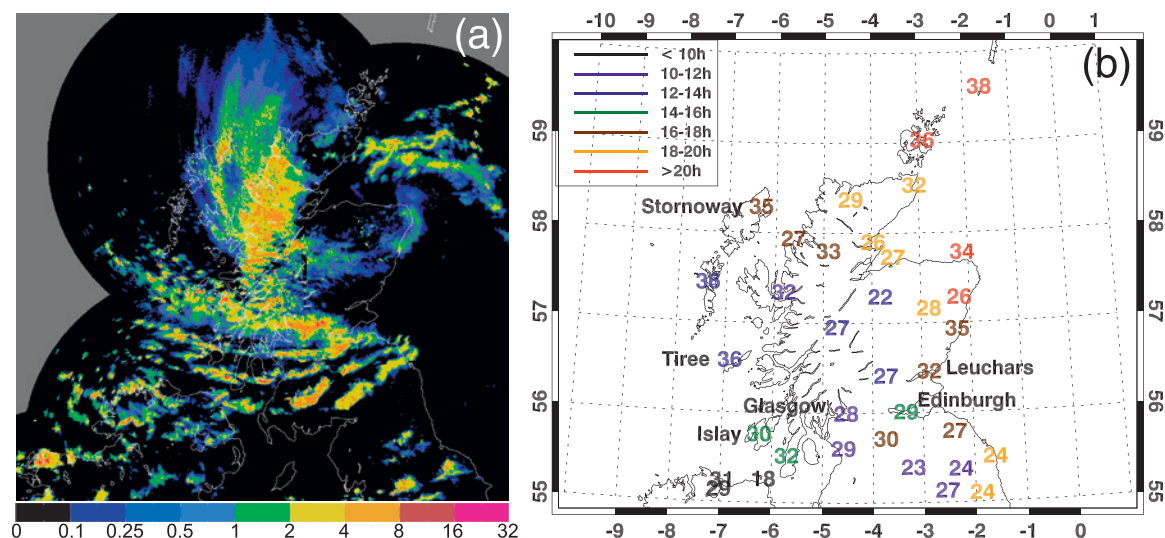 (a)
0 0.1 0.25 0.5 1 2 4 8 16 32
-10 -9 -8 -7 -6 -5 -4 -3 -2 -1 0 1
(b)
< 10h
10-12h
12-14h
14-16h
16-18h
18-20h
>20h
38
59 36 59
32
29
Stornoway 35
58 58
27 33 26 27 34
38 32 22 26
28
57 57
27 35
Tiree 36
27 32 Leuchars
Edinburgh
56 Glasgow 28 29 56
Islay 30 30 27
32 29 24
23 24
18
55 27 24 55
-9 -8 -7 -6 -5 -4 -3 -2 -1 0